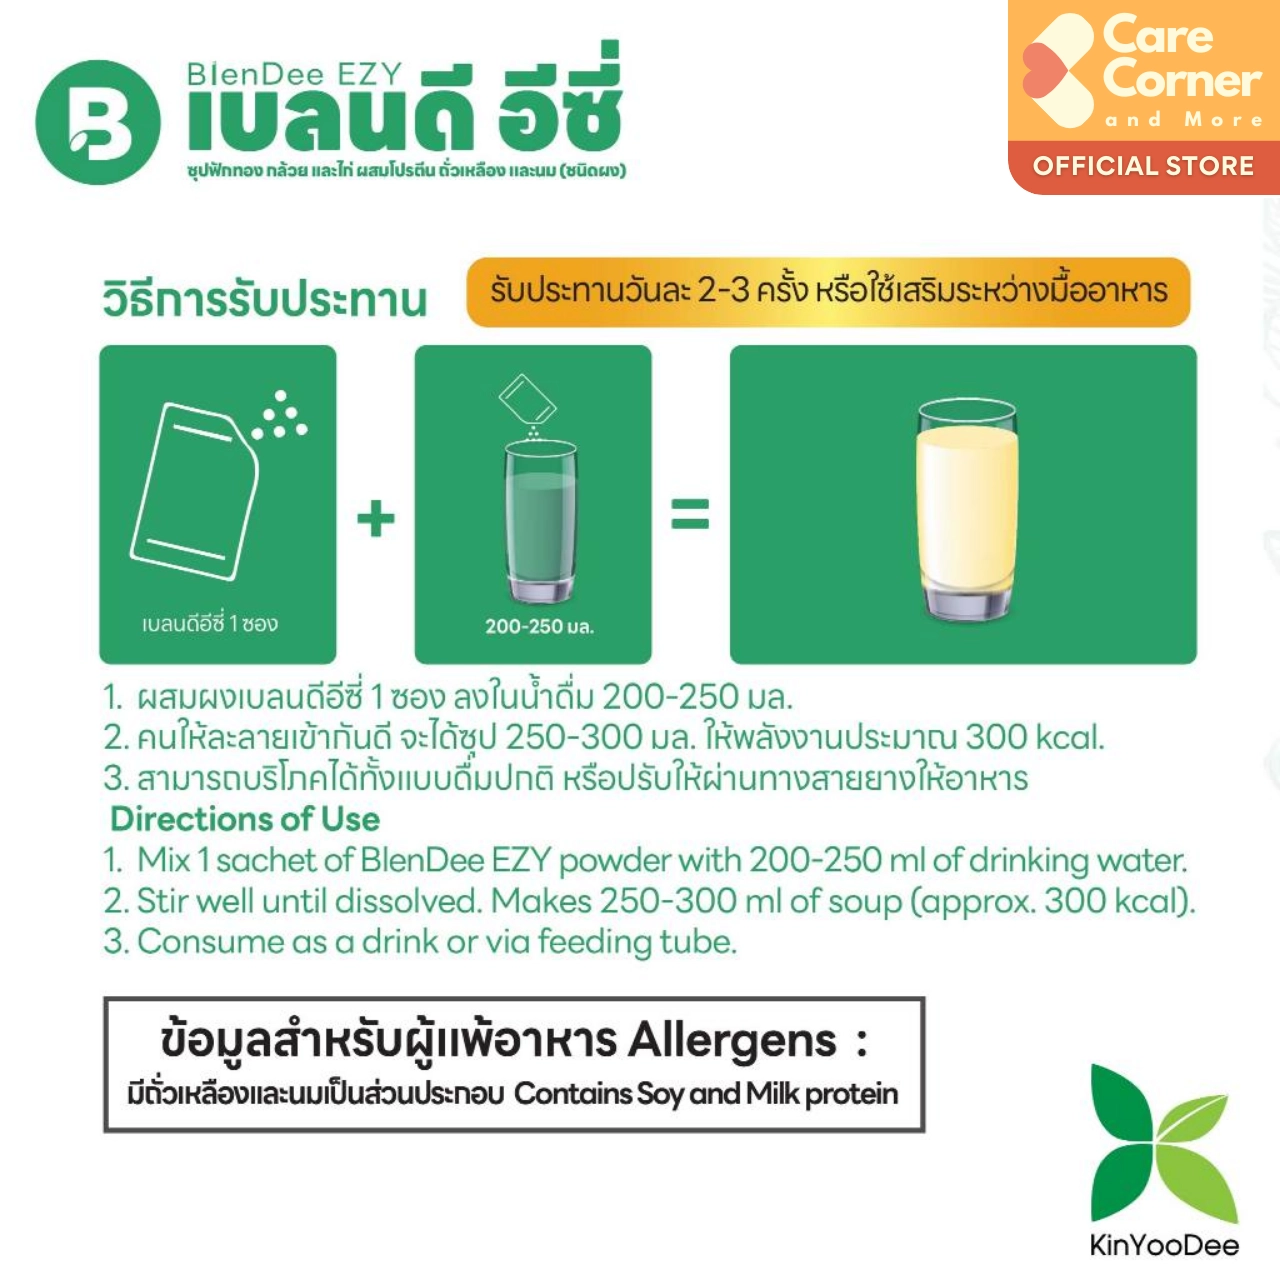 BlenDee EZY
เบลนดี อีซี่
ซุปฟักทอง กล้วย และไก่ ผสมโปรตีน ถั่วเหลือง และนม (ชนิดผง)
Care
Corner
and More
OFFICIAL STORE
วิธีการรับประทาน
รับประทานวันละ 2-3 ครั้ง หรือใช้เสริมระหว่างมื้ออาหาร
เบลนดีอีซี่ 1 ซอง
+
200-250 มล.
=
1. ผสมผงเบลนดีอีซี่ 1 ซอง ลงในน้ำดื่ม 200-250 มล.
2. คนให้ละลายเข้ากันดี จะได้ซุป 250-300 มล. ให้พลังงานประมาณ 300 kcal.
3. สามารถบริโภคได้ทั้งแบบดื่มปกติ หรือปรับให้ผ่านทางสายยางให้อาหาร
Directions of Use
1. Mix 1 sachet of BlenDee EZY powder with 200-250 ml of drinking water.
2. Stir well until dissolved. Makes 250-300 ml of soup (approx. 300 kcal).
3. Consume as a drink or via feeding tube.
ข้อมูลสำหรับผู้แพ้อาหาร Allergens :
มีถั่วเหลืองและนมเป็นส่วนประกอบ Contains Soy and Milk protein
KinYooDee